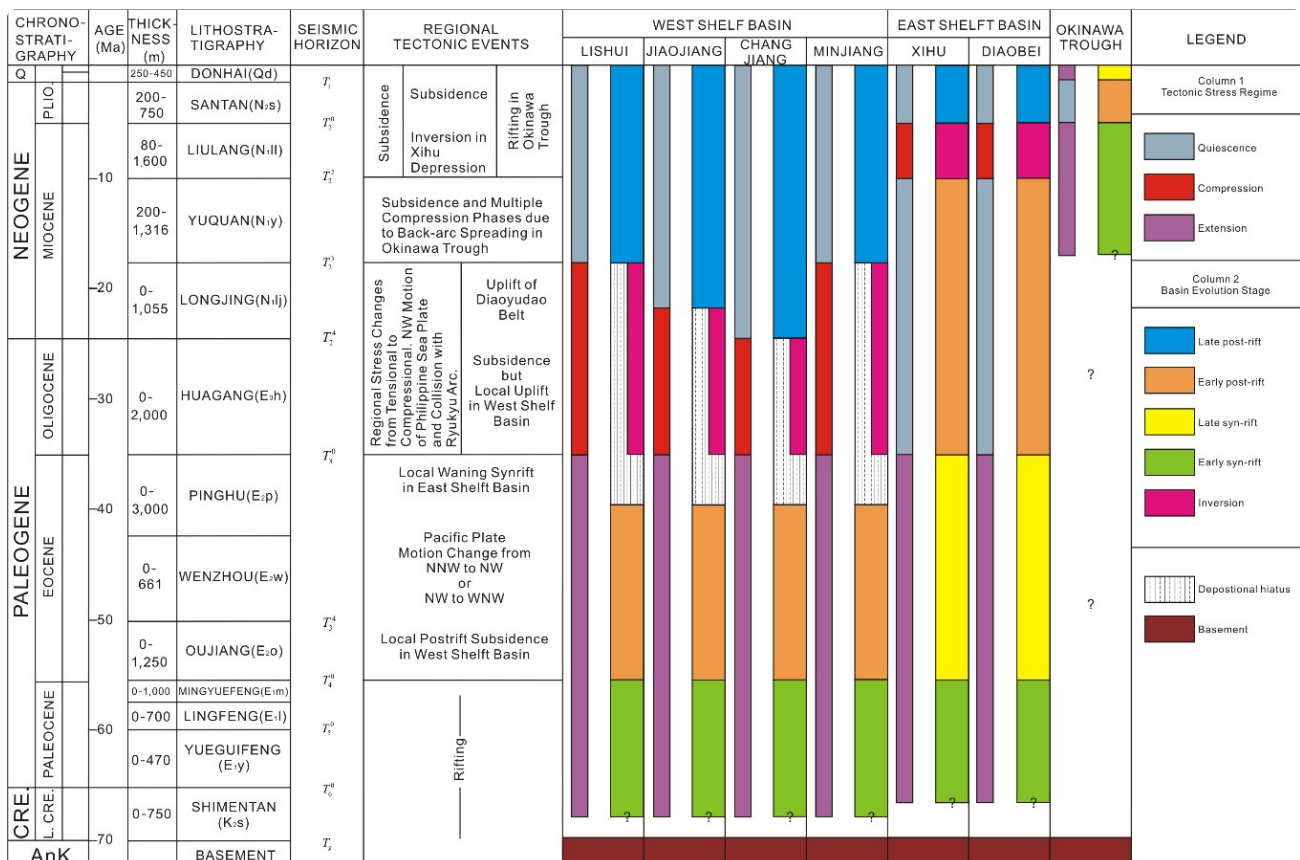 CHRONO-
STRATI-
GRAPHY
AGE
(Ma)
THICK-
NESS
(m)
LITHOSTRA-
TIGRAPHY
SEISMIC
HORIZON
REGIONAL
TECTONIC EVENTS
WEST SHELF BASIN
LISHUI
JIAOJIANG
CHANG
JIANG
MINJIANG
EAST SHELFT BASIN
XIHU
DIAOBEI
OKINAWA
TROUGH
LEGEND
Q
PLIO.
NEOGENE
MIOCENE
OLIGOCENE
PALEOGENE
EOCENE
PALEOCENE
CRE.
L. CRE.
AnK
10
20
30
40
50
60
70
250-450
DONHAI(Qd)
200-
750
SANTAN(N₂s)
80-
1,600
LIULANG(N₁ll)
200-
1,316
YUQUAN(N₁y)
0-
1,055
LONGJING(N₁lj)
0-
2,000
HUAGANG(E₃h)
0-
3,000
PINGHU(E₂p)
0-
661
WENZHOU(E₂w)
0-
1,250
OUJIANG(E₂o)
0-1,000
MINGYUEFENG(E₁m)
0-700
LINGFENG(E₁l)
0-470
YUEGUIFENG
(E₁y)
0-750
SHIMENTAN
(K₂s)
BASEMENT
Subsidence
Subsidence
Inversion in
Xihu
Depression
Rifting in
Okinawa
Trough
Subsidence and Multiple
Compression Phases due
to Back-arc Spreading in
Okinawa Trough
Regional Stress Changes
from Tensional to
Compressional. NW Motion
of Philippine Sea Plate
and Collision with
Ryukyu Arc.
Uplift of
Diaoyudao
Belt
Subsidence
but
Local Uplift
in West Shelf
Basin
Local Waning Synrift
in East Shelft Basin
Pacific Plate
Motion Change from
NNW to NW
or
NW to WNW
Local Postrift Subsidence
in West Shelft Basin
Rifting
?
?
?
?
?
?
?
?
?
Column 1
Tectonic Stress Regime
Quiescence
Compression
Extension
Column 2
Basin Evolution Stage
Late post-rift
Early post-rift
Late syn-rift
Early syn-rift
Inversion
Depostional hiatus
Basement